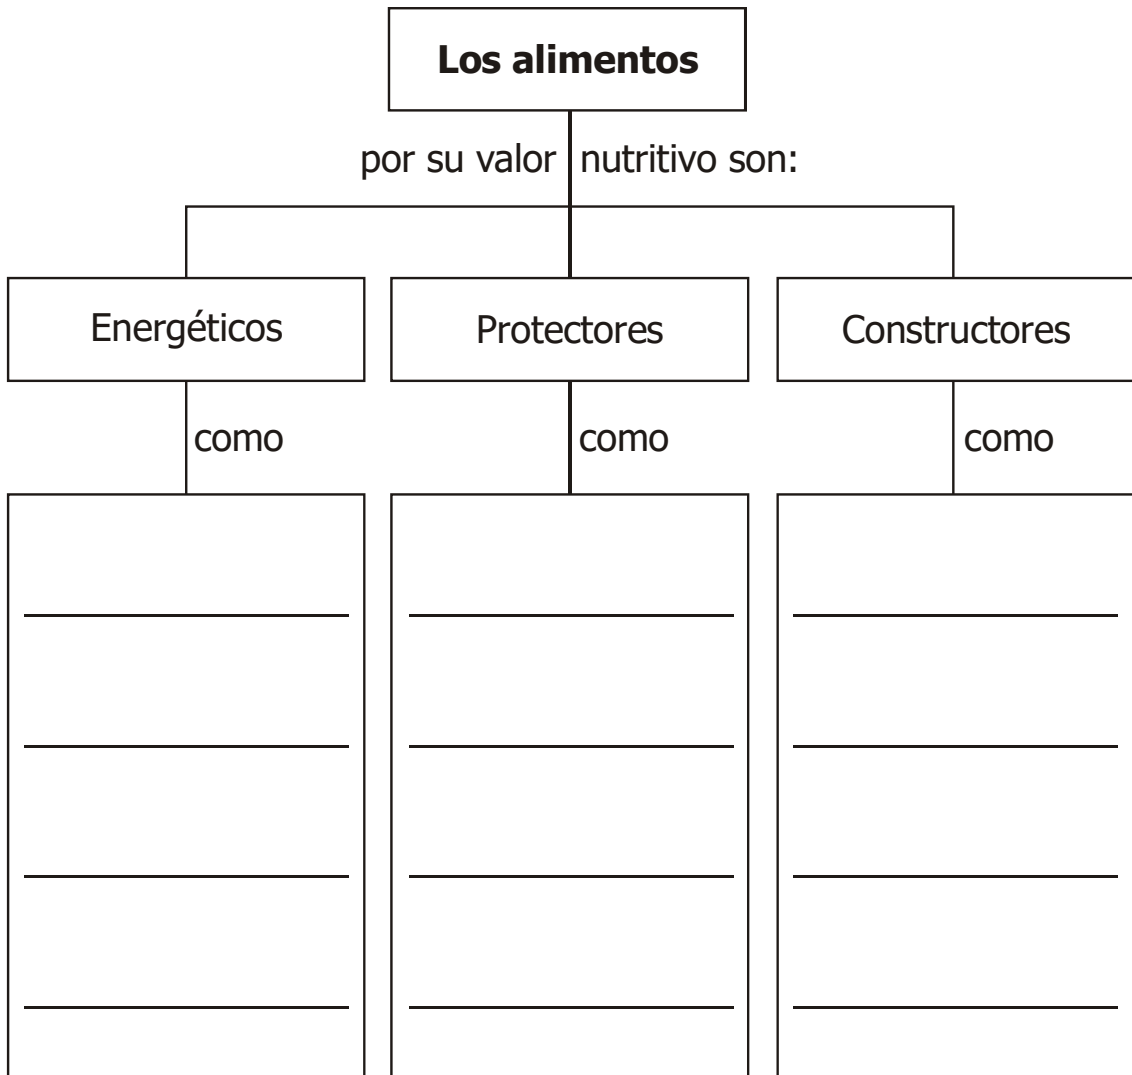 Los alimentos
por su valor nutritivo son:
Energéticos
Protectores
Constructores
como
como
como